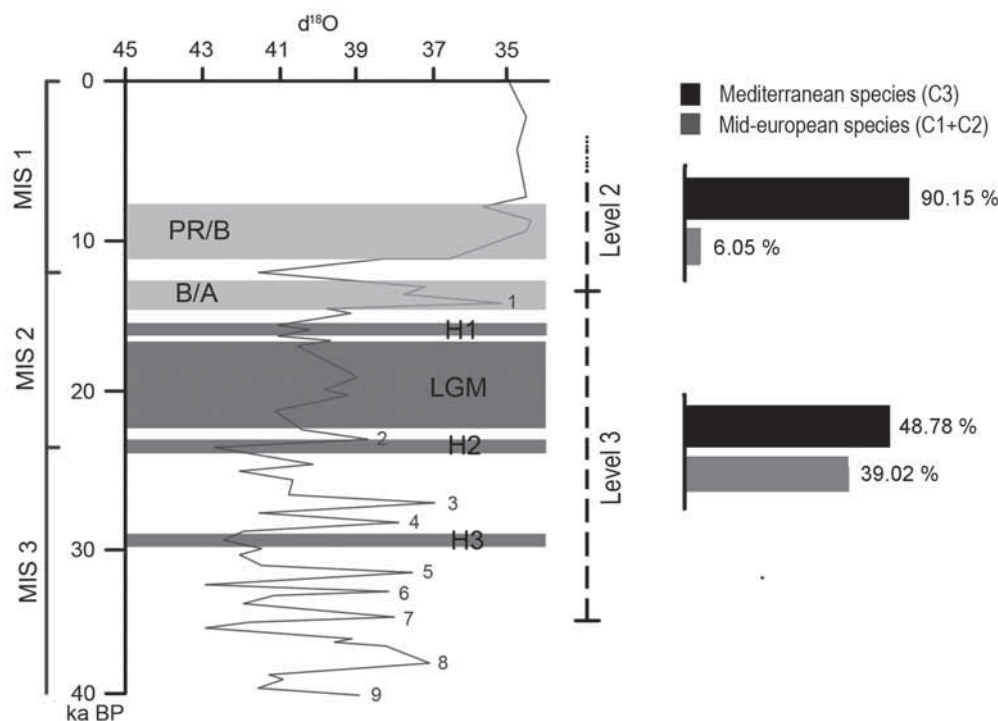 d¹⁸O
45 43 41 39 37 35
0
10
20
30
40
ka BP
MIS 1
MIS 2
MIS 3
PR/B
B/A
H1
LGM
H2
H3
1
2
3
4
5
6
7
8
9
Level 2
Level 3
Mediterranean species (C3)
Mid-european species (C1+C2)
90.15 %
6.05 %
48.78 %
39.02 %